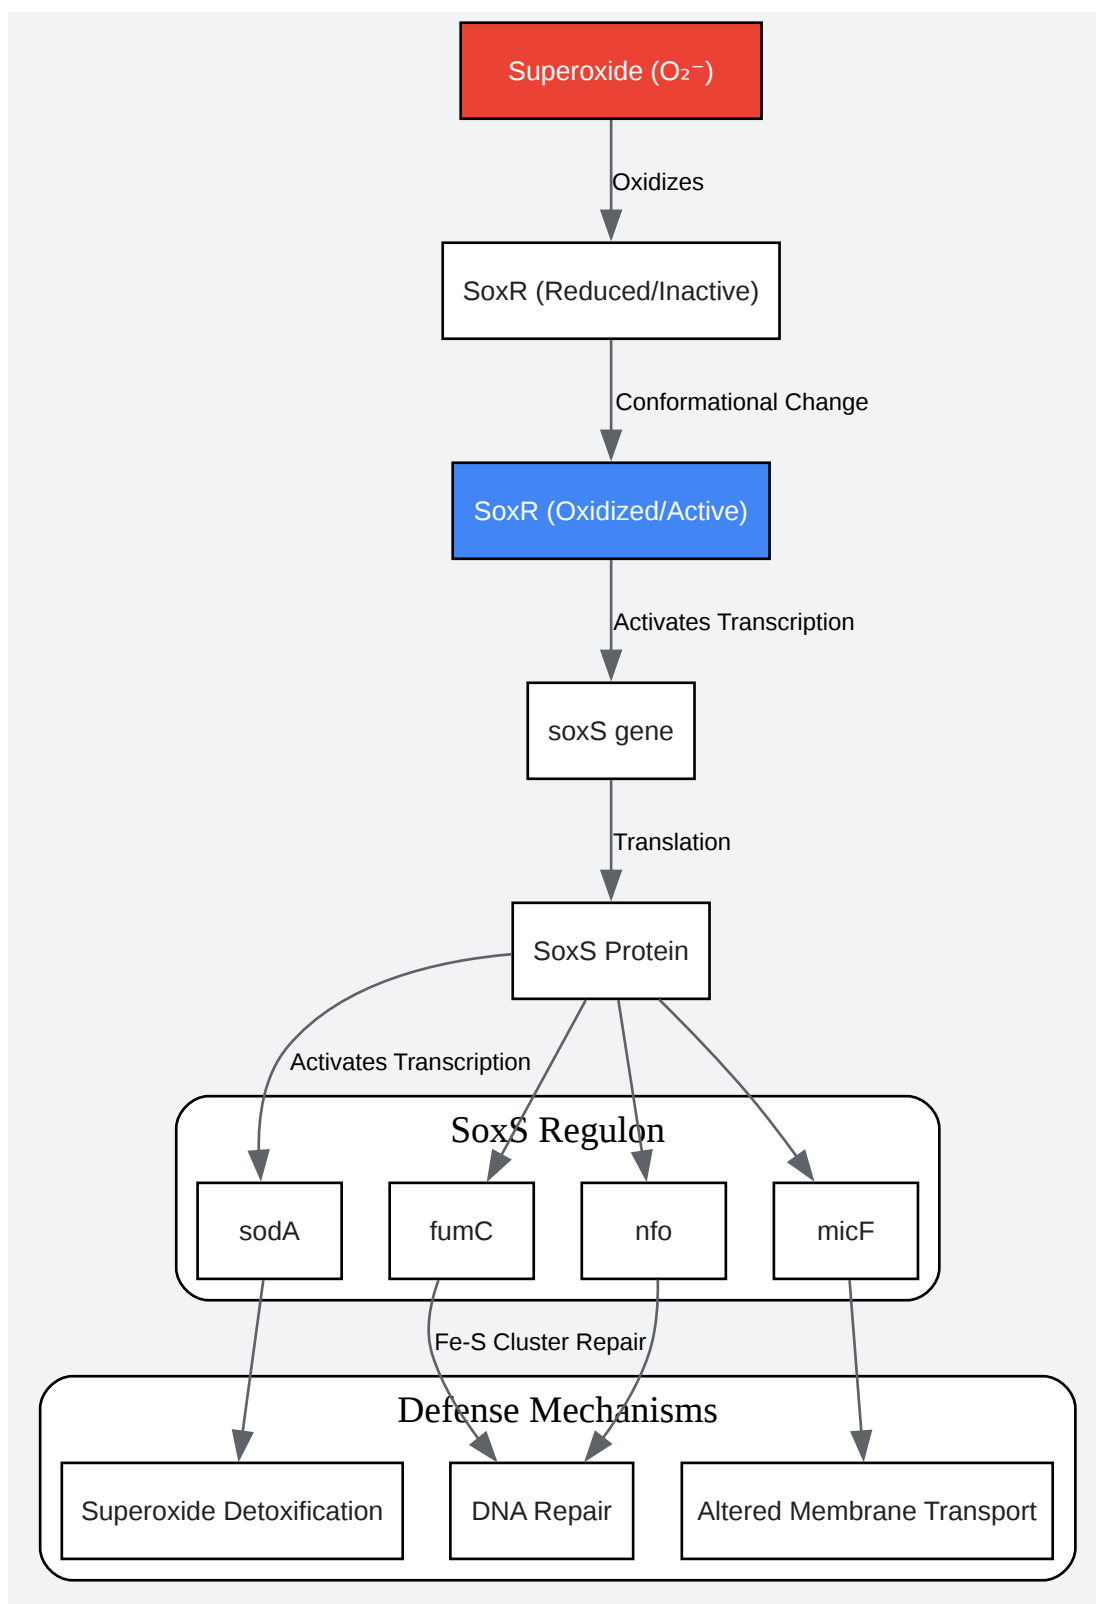 Superoxide (O₂⁻)
Oxidizes
SoxR (Reduced/Inactive)
Conformational Change
SoxR (Oxidized/Active)
Activates Transcription
soxS gene
Translation
SoxS Protein
Activates Transcription
SoxS Regulon
sodA
fumC
nfo
micF
Fe-S Cluster Repair
Defense Mechanisms
Superoxide Detoxification
DNA Repair
Altered Membrane Transport